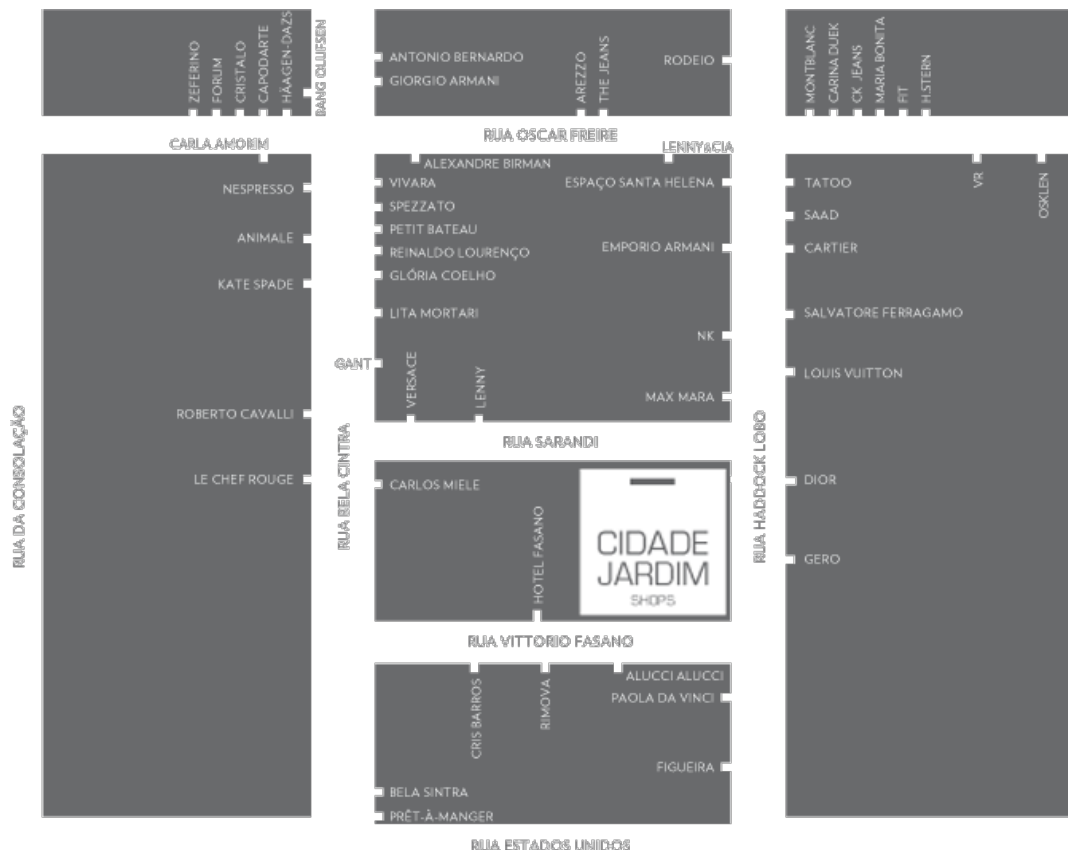 ZEFERINO
FORUM
CRISTALO
CAPODARTE
HÄAGEN-DAZS
BANG OLUFSEN
ANTONIO BERNARDO
GIORGIO ARMANI
AREZZO
THE JEANS
RODEIO
MONTBLANC
CARINA DUEK
CK JEANS
MARIA BONITA
FIT
H.STERN
RUA OSCAR FREIRE
CARLA AMORIM
NESPRESSO
ANIMALE
KATE SPADE
ROBERTO CAVALLI
LE CHEF ROUGE
RUA DA CONSOLAÇÃO
RUA BELA CINTRA
ALEXANDRE BIRMAN
LENNY&CIA
VIVARA
ESPAÇO SANTA HELENA
SPEZZATO
PETIT BATEAU
REINALDO LOURENÇO
EMPORIO ARMANI
GLÓRIA COELHO
LITA MORTARI
NK
GANT
VERSACE
LENNY
MAX MARA
RUA SARANDI
CARLOS MIELE
HOTEL FASANO
CIDADE
JARDIM
SHOPS
RUA VITTORIO FASANO
CRIS BARROS
RIMOVA
ALUCCI ALUCCI
PAOLA DA VINCI
FIGUEIRA
BELA SINTRA
PRÊT-À-MANGER
RUA ESTADOS UNIDOS
RUA HADDOCK LOBO
TATOO
VR
OSKLEN
SAAD
CARTIER
SALVATORE FERRAGAMO
LOUIS VUITTON
DIOR
GERO